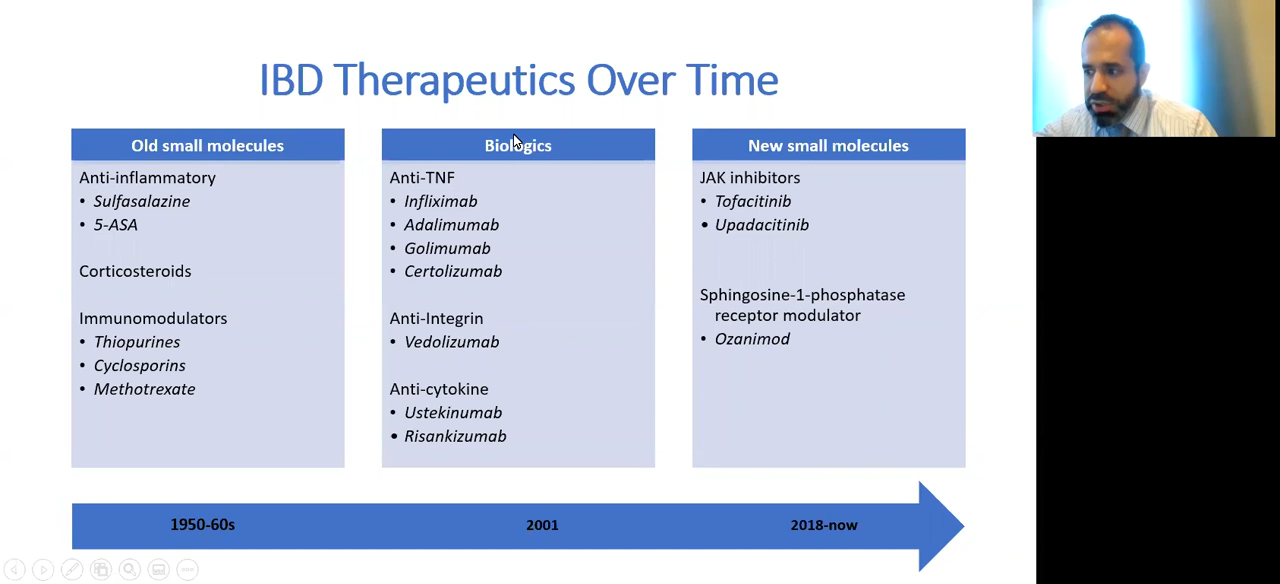 IBD Therapeutics Over Time
Old small molecules
Anti-inflammatory
• Sulfasalazine
• 5-ASA
Corticosteroids
Immunomodulators
• Thiopurines
• Cyclosporins
• Methotrexate
Biologics
Anti-TNF
• Infliximab
• Adalimumab
• Golimumab
• Certolizumab
Anti-Integrin
• Vedolizumab
Anti-cytokine
• Ustekinumab
• Risankizumab
New small molecules
JAK inhibitors
• Tofacitinib
• Upadacitinib
Sphingosine-1-phosphatase
receptor modulator
• Ozanimod
1950-60s
2001
2018-now